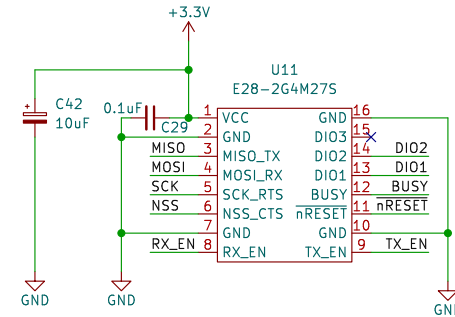 +3.3V
U11
E28-2G4M27S
C42
10uF
0.1uF
C29
1 VCC GND 16
2 GND DIO3 15
MISO 3 MISO_TX DIO2 14 DIO2
MOSI 4 MOSI_RX DIO1 13 DIO1
SCK 5 SCK_RTS BUSY 12 BUSY
NSS 6 NSS_CTS nRESET 11 nRESET
7 GND GND 10
RX_EN 8 RX_EN TX_EN 9 TX_EN
GND GND GND